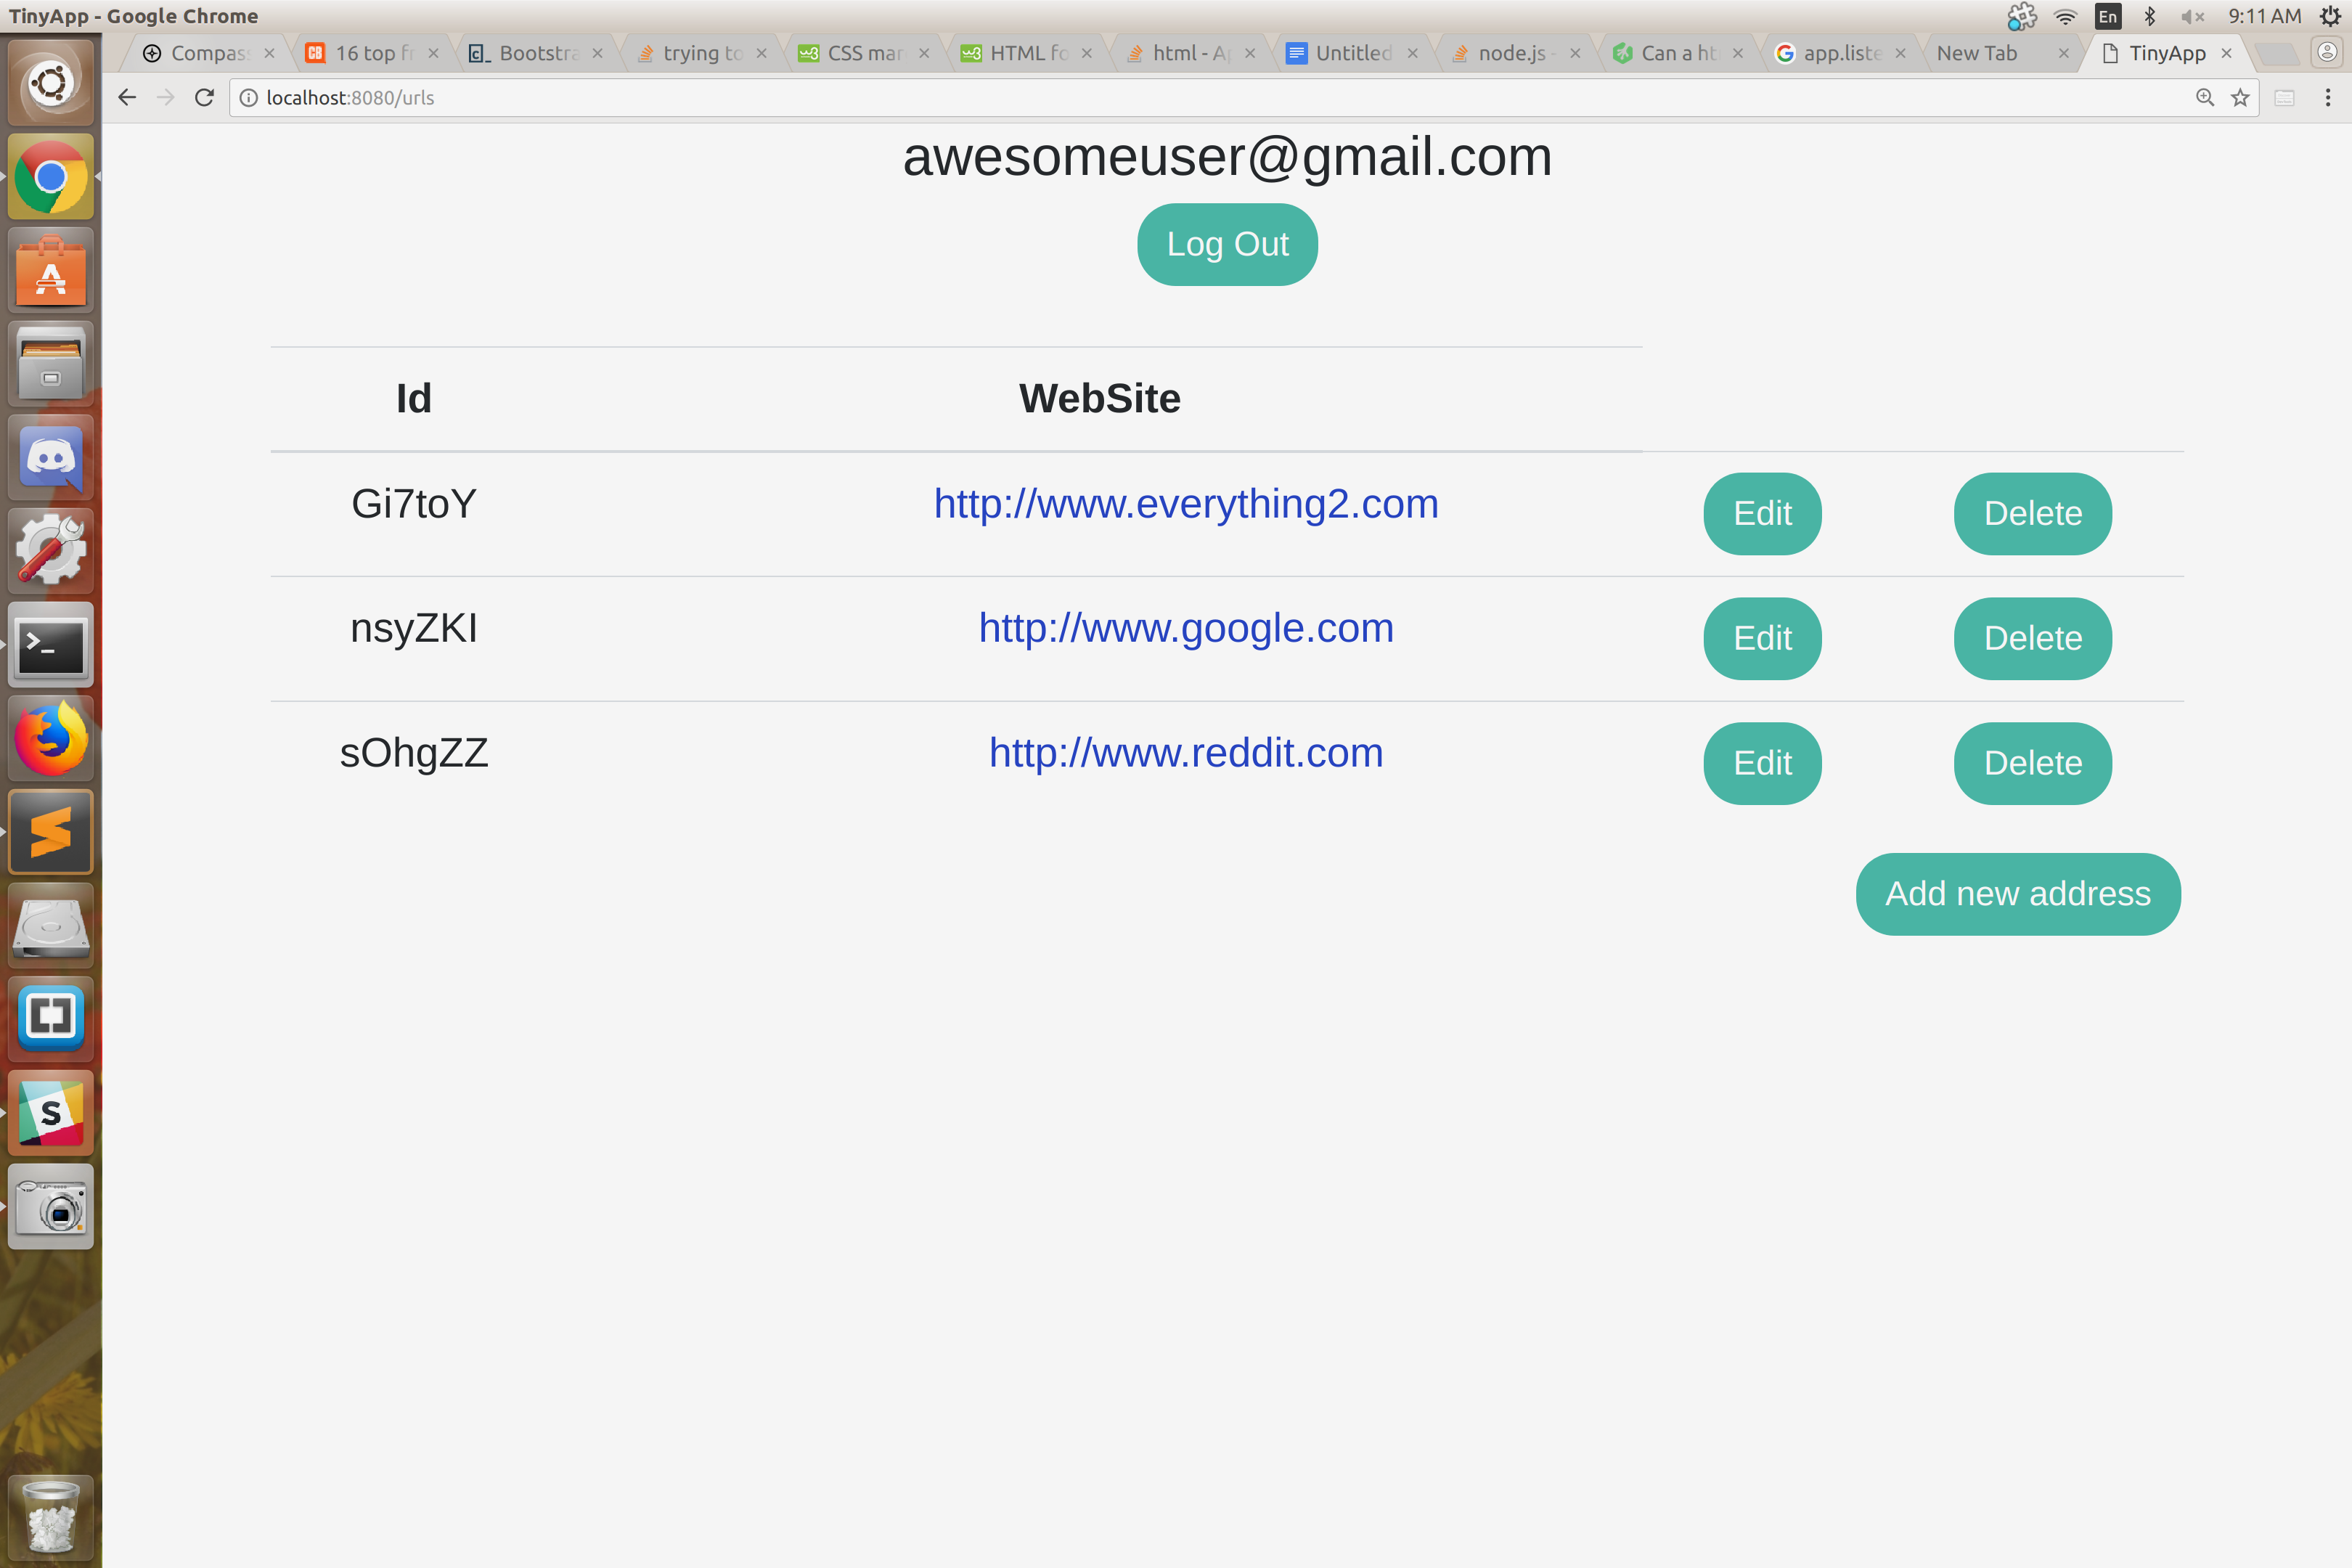 TinyApp - Google Chrome
En
9:11 AM
Compas
16 top fr
Bootstra
trying to
CSS mar
HTML fo
html - Ap
Untitled
node.js -
Can a ht
app.liste
New Tab
TinyApp
localhost:8080/urls
awesomeuser@gmail.com
Log Out
Id WebSite
Gi7toY http://www.everything2.com Edit Delete
nsyZKI http://www.google.com Edit Delete
sOhgZZ http://www.reddit.com Edit Delete
Add new address